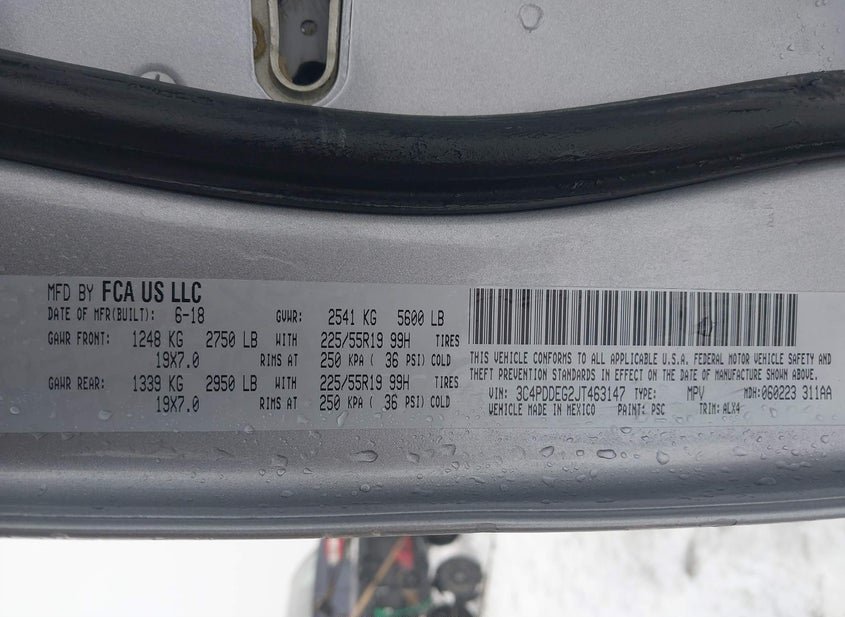 MFD BY FCA US LLC
DATE OF MFR(BUILT): 6-18 GVWR: 2541 KG 5600 LB
GAWR FRONT: 1248 KG 2750 LB WITH 225/55R19 99H TIRES
19X7.0 RIMS AT 250 KPA ( 36 PSI) COLD
GAWR REAR: 1339 KG 2950 LB WITH 225/55R19 99H TIRES
19X7.0 RIMS AT 250 KPA ( 36 PSI) COLD
THIS VEHICLE CONFORMS TO ALL APPLICABLE U.S.A. FEDERAL MOTOR VEHICLE SAFETY AND
THEFT PREVENTION STANDARDS IN EFFECT ON THE DATE OF MANUFACTURE SHOWN ABOVE.
VIN: 3C4PDDEG2JT463147 TYPE: MPV MDH:060223 311AA
VEHICLE MADE IN MEXICO PAINT: PSC TRIM: ALX4